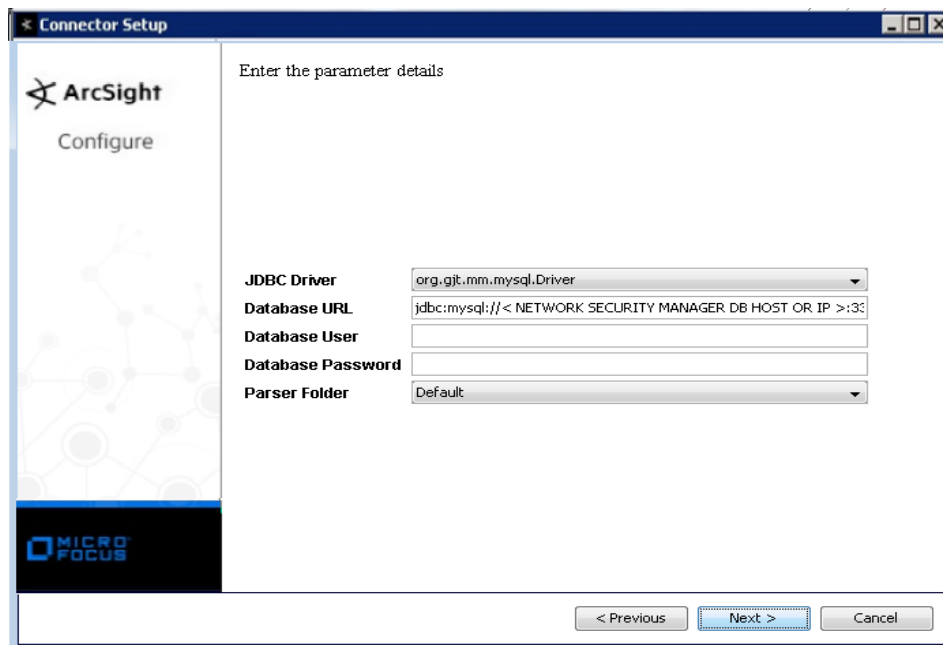 Connector Setup
ArcSight
Configure
Enter the parameter details
JDBC Driver
org.gjt.mm.mysql.Driver
Database URL
jdbc:mysql://< NETWORK SECURITY MANAGER DB HOST OR IP >:33
Database User
Database Password
Parser Folder
Default
MICRO
FOCUS
< Previous
Next >
Cancel